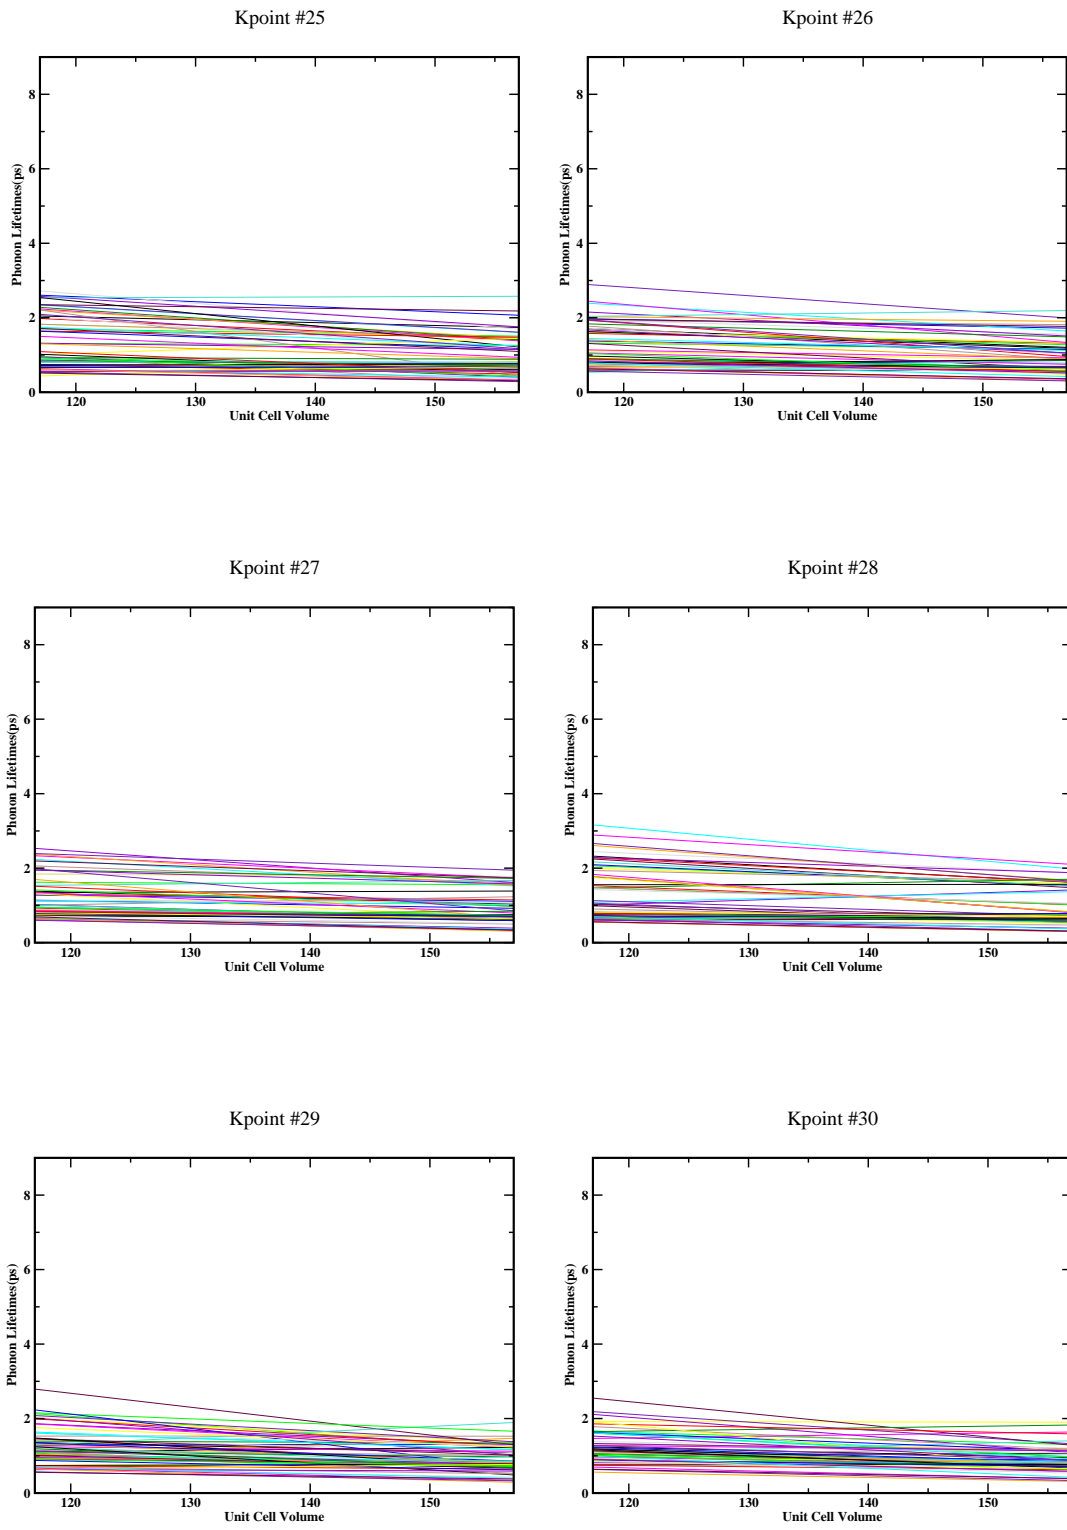 Kpoint #25
Kpoint #26
8
6
4
2
0
Phonon Lifetimes(ps)
120 130 140 150
Unit Cell Volume
8
6
4
2
0
Phonon Lifetimes(ps)
120 130 140 150
Unit Cell Volume
Kpoint #27
Kpoint #28
8
6
4
2
0
Phonon Lifetimes(ps)
120 130 140 150
Unit Cell Volume
8
6
4
2
0
Phonon Lifetimes(ps)
120 130 140 150
Unit Cell Volume
Kpoint #29
Kpoint #30
8
6
4
2
0
Phonon Lifetimes(ps)
120 130 140 150
Unit Cell Volume
8
6
4
2
0
Phonon Lifetimes(ps)
120 130 140 150
Unit Cell Volume